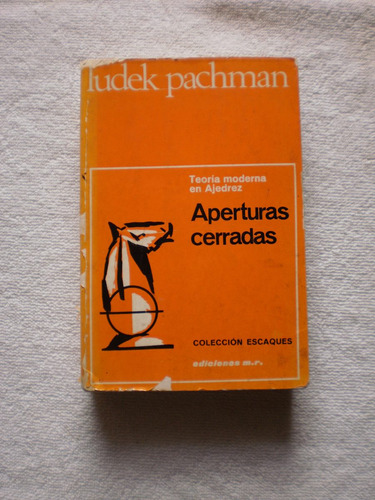 ludek pachman
Teoría moderna
en Ajedrez
Aperturas
cerradas
COLECCIÓN ESCAQUES
ediciones m.r.